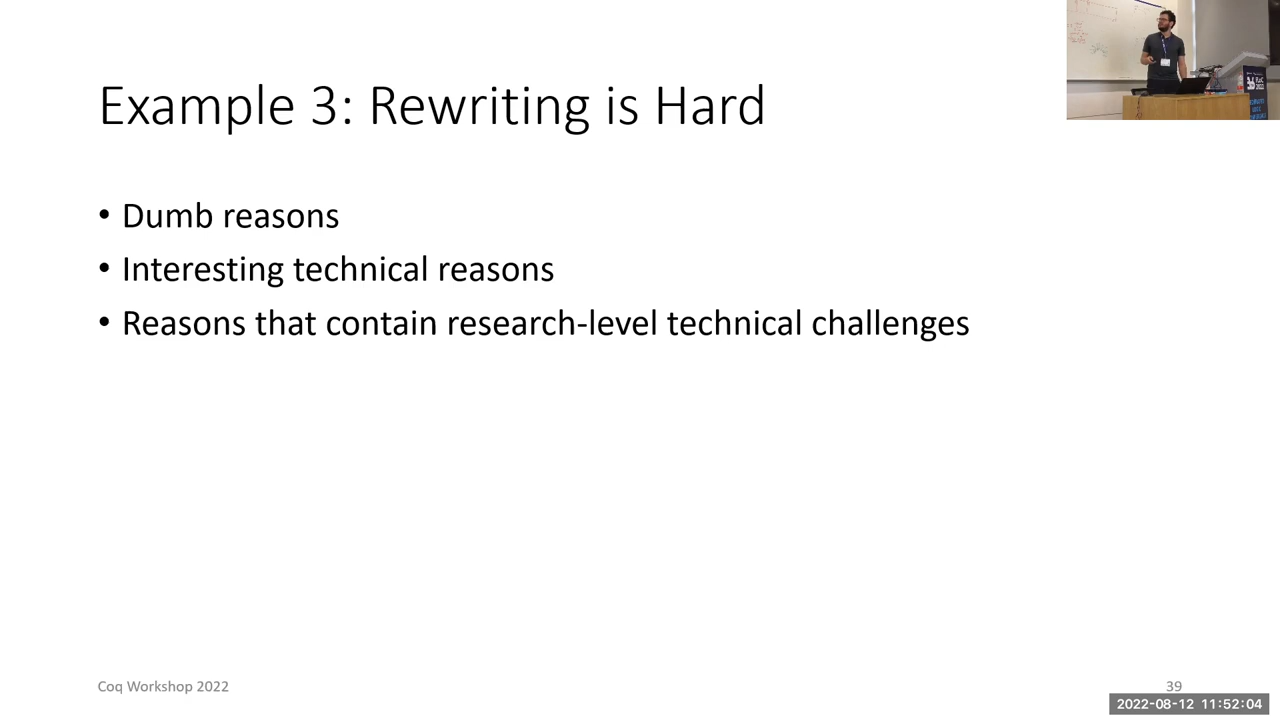 Example 3: Rewriting is Hard
• Dumb reasons
• Interesting technical reasons
• Reasons that contain research-level technical challenges
Coq Workshop 2022
39
2022-08-12 11:52:04